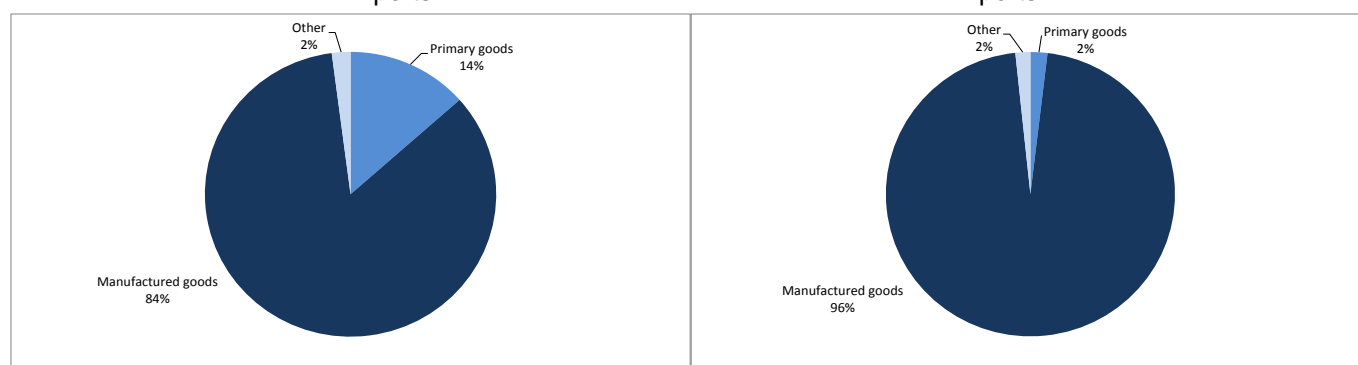 Other
2%
Primary goods
14%
Manufactured goods
84%
Other
2%
Primary goods
2%
Manufactured goods
96%